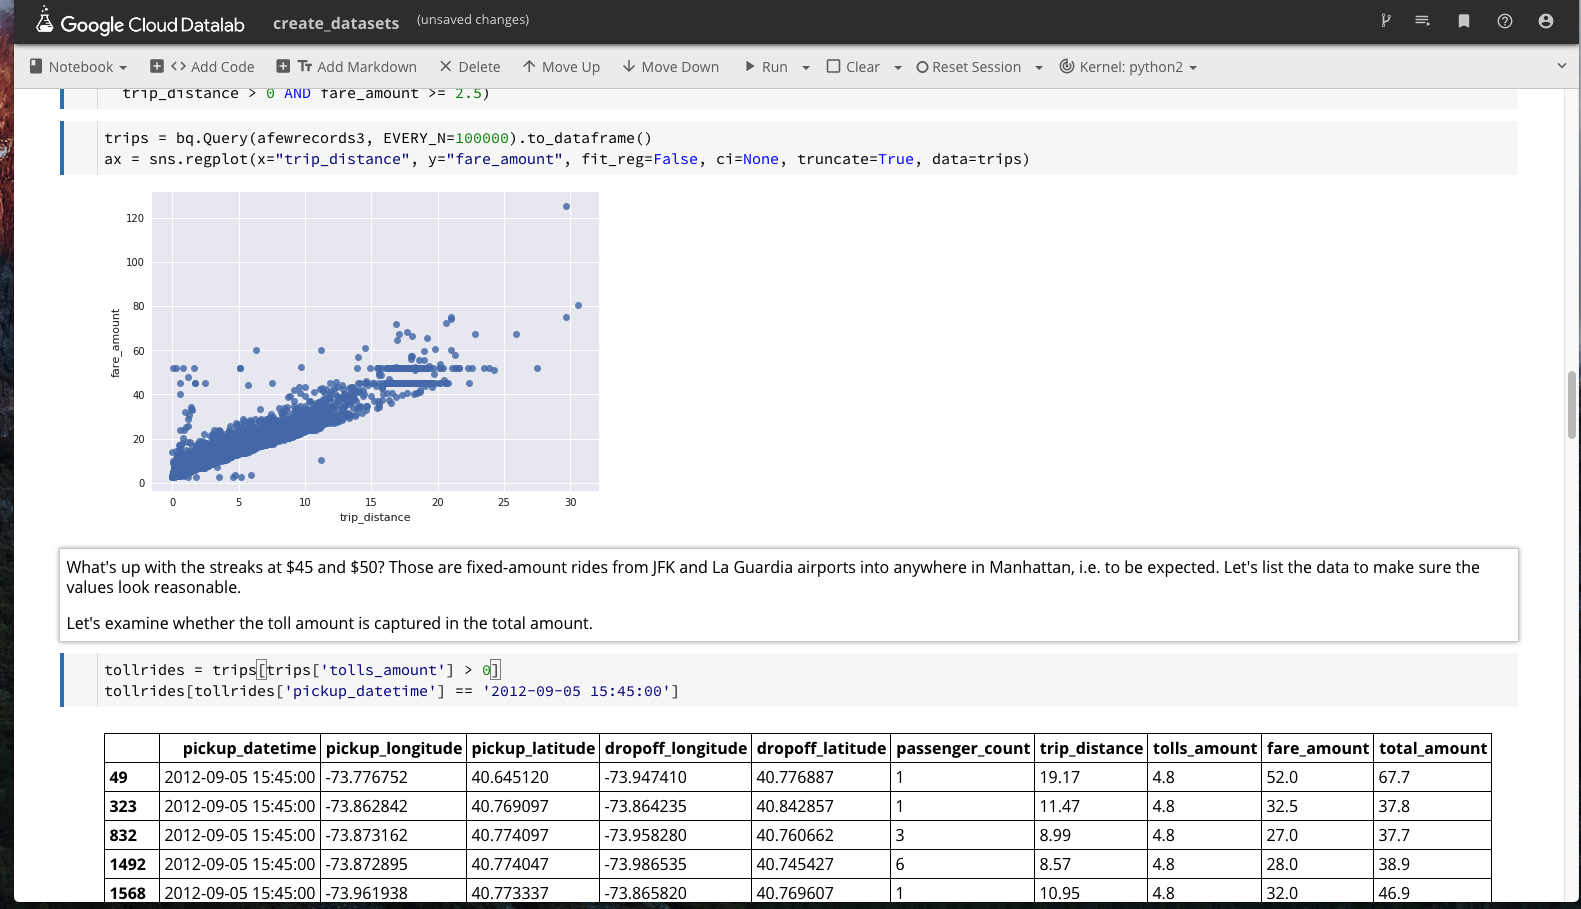 Google Cloud Datalab create_datasets (unsaved changes)
Notebook Add Code Add Markdown Delete Move Up Move Down Run Clear Reset Session Kernel: python2
trip_distance > 0 AND fare_amount >= 2.5)
trips = bq.Query(afewrecords3, EVERY_N=100000).to_dataframe()
ax = sns.regplot(x="trip_distance", y="fare_amount", fit_reg=False, ci=None, truncate=True, data=trips)
120
100
80
60
40
20
0
fare_amount
0 5 10 15 20 25 30
trip_distance
What's up with the streaks at $45 and $50? Those are fixed-amount rides from JFK and La Guardia airports into anywhere in Manhattan, i.e. to be expected. Let's list the data to make sure the
values look reasonable.
Let's examine whether the toll amount is captured in the total amount.
tollrides = trips[trips['tolls_amount'] > 0]
tollrides[tollrides['pickup_datetime'] == '2012-09-05 15:45:00']
pickup_datetime pickup_longitude pickup_latitude dropoff_longitude dropoff_latitude passenger_count trip_distance tolls_amount fare_amount total_amount
49 2012-09-05 15:45:00 -73.776752 40.645120 -73.947410 40.776887 1 19.17 4.8 52.0 67.7
323 2012-09-05 15:45:00 -73.862842 40.769097 -73.864235 40.842857 1 11.47 4.8 32.5 37.8
832 2012-09-05 15:45:00 -73.873162 40.774097 -73.958280 40.760662 3 8.99 4.8 27.0 37.7
1492 2012-09-05 15:45:00 -73.872895 40.774047 -73.986535 40.745427 6 8.57 4.8 28.0 38.9
1568 2012-09-05 15:45:00 -73.961938 40.773337 -73.865820 40.769607 1 10.95 4.8 32.0 46.9